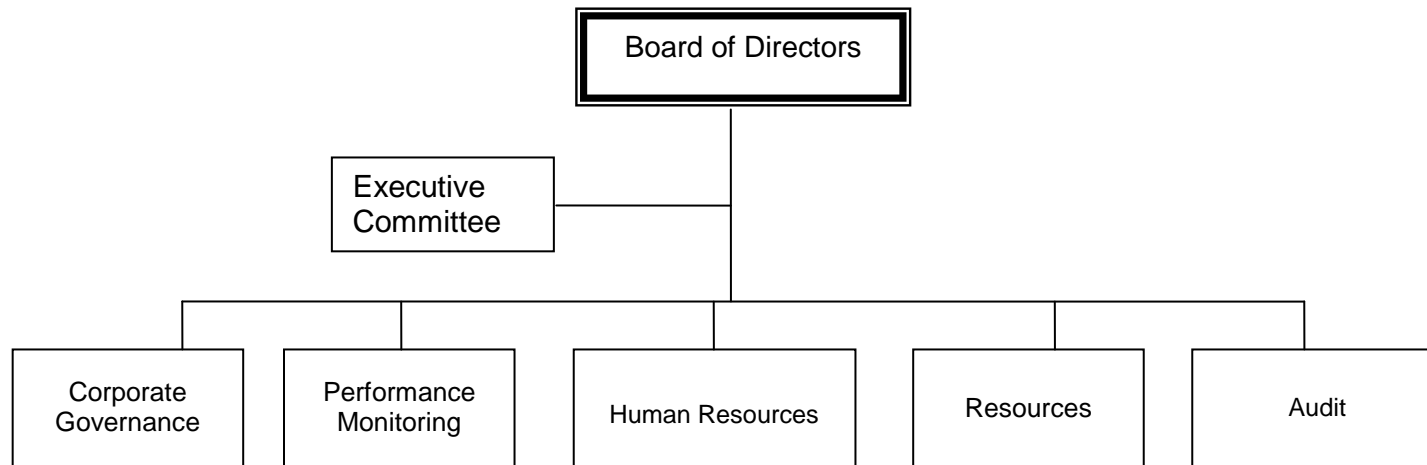 Board of Directors
Executive
Committee
Corporate
Governance
Performance
Monitoring
Human Resources
Resources
Audit